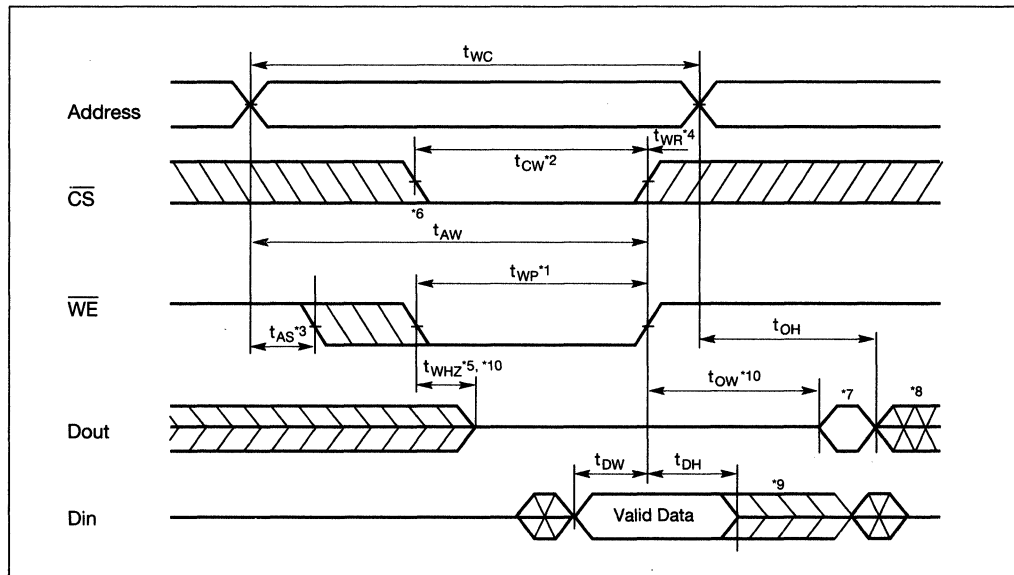 tWC
Address
tWR*4
tCW*2
CS
*6
tAW
tWP*1
WE
tAS*3
tOH
tWHZ*5, *10
tOW*10
*7
*8
Dout
tDW
tDH
*9
Din
Valid Data